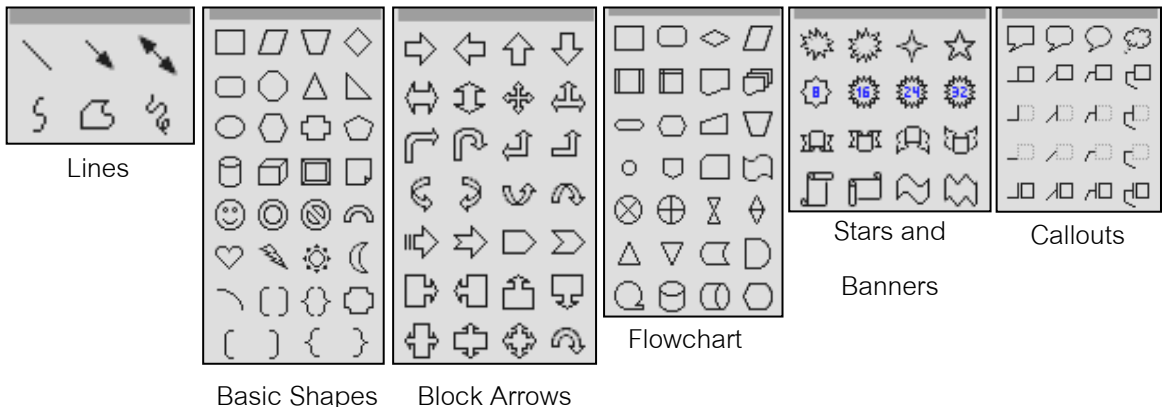 8 16 24 32
Lines
Stars and
Callouts
Banners
Flowchart
Basic Shapes
Block Arrows